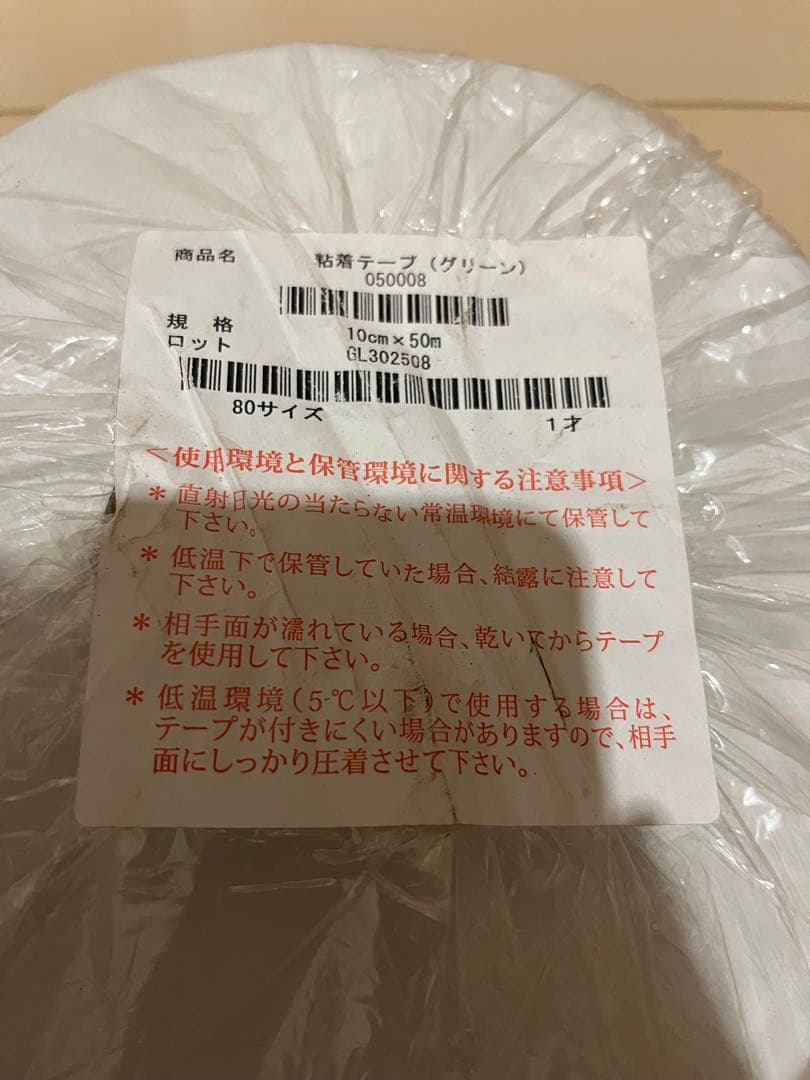 商品名 粘着テープ（グリーン）
050008
規 格 10cm×50m
ロット GL302508
80サイズ 1才
＜使用環境と保管環境に関する注意事項＞
＊直射日光の当たらない常温環境にて保管して
下さい。
＊低温下で保管していた場合、結露に注意して
下さい。
＊相手面が濡れている場合、乾いてからテープ
を使用して下さい。
＊低温環境（5℃以下）で使用する場合は、
テープが付きにくい場合がありますので、相手
面にしっかり圧着させて下さい。